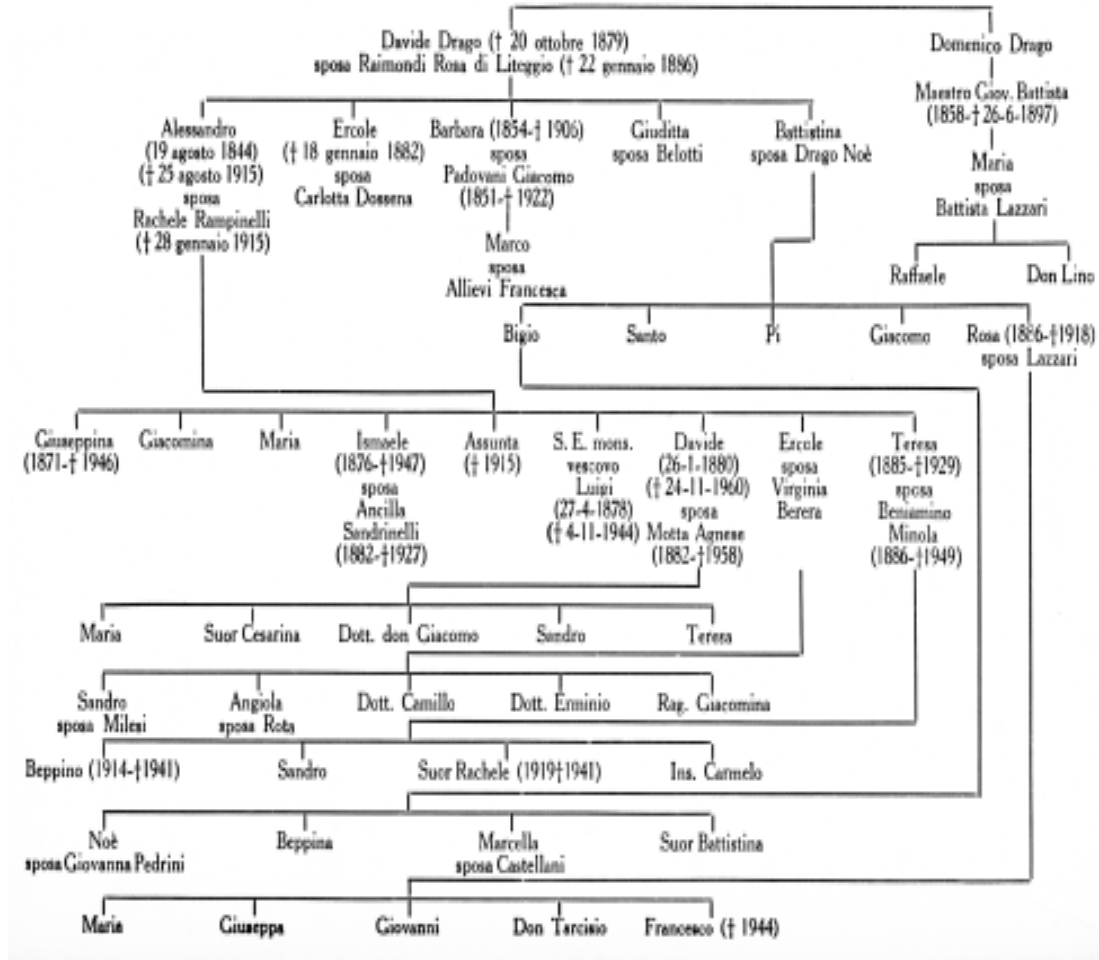 Davide Drago († 20 ottobre 1879)
sposa Raimondi Rosa di Liteggio († 22 gennaio 1886)
Domenico Drago
Maestro Giov. Battista
(1858-† 26-6-1897)
Maria
sposa
Battista Lazzari
Raffaele
Don Lino
Alessandro
(19 agosto 1844)
(† 25 agosto 1915)
sposa
Rachele Rampinelli
(† 28 gennaio 1915)
Ercole
(† 18 gennaio 1882)
sposa
Carlotta Dossena
Barbara (1854-† 1906)
sposa
Padovani Giacomo
(1851-† 1922)
Marco
sposa
Allievi Francesca
Giuditta
sposa Belotti
Battistina
sposa Drago Noè
Bigio
Santo
Pi
Giacomo
Rosa (1886-†1918)
sposa Lazzari
Giuseppina
(1871-† 1946)
Giacomina
Maria
Ismaele
(1876-†1947)
sposa
Ancilla
Sandrinelli
(1882-†1927)
Assunta
(† 1915)
S. E. mons.
vescovo
Luigi
(27-4-1878)
(† 4-11-1944)
Davide
(26-1-1880)
(† 24-11-1960)
sposa
Motta Agnese
(1882-†1958)
Ercole
sposa
Virginia
Berera
Teresa
(1885-†1929)
sposa
Beniamino
Minola
(1886-†1949)
Maria
Suor Cesarina
Dott. don Giacomo
Sandro
Teresa
Sandro
sposa Milesi
Angiola
sposa Rota
Dott. Camillo
Dott. Erminio
Rag. Giacomina
Beppino (1914-†1941)
Sandro
Suor Rachele (1919†1941)
Ins. Carmelo
Noè
sposa Giovanna Pedrini
Beppina
Marcella
sposa Castellani
Suor Battistina
Maria
Giuseppa
Giovanni
Don Tarcisio
Francesco († 1944)